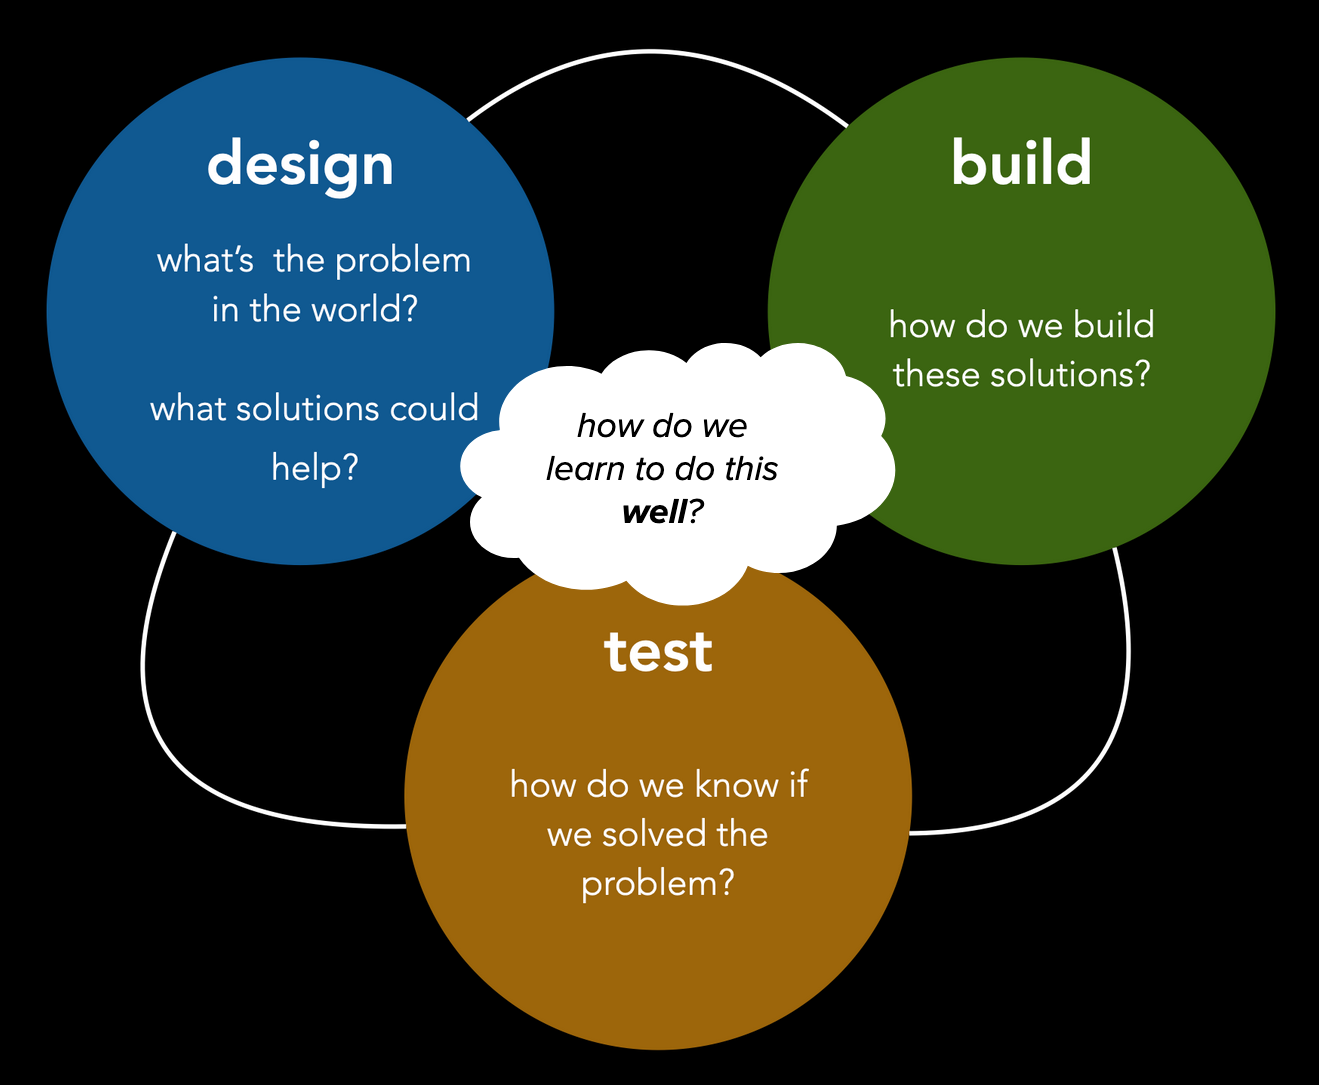 design
what's  the problem
in the world?
what solutions could
help?
build
how do we build
these solutions?
how do we
learn to do this
well?
test
how do we know if
we solved the
problem?